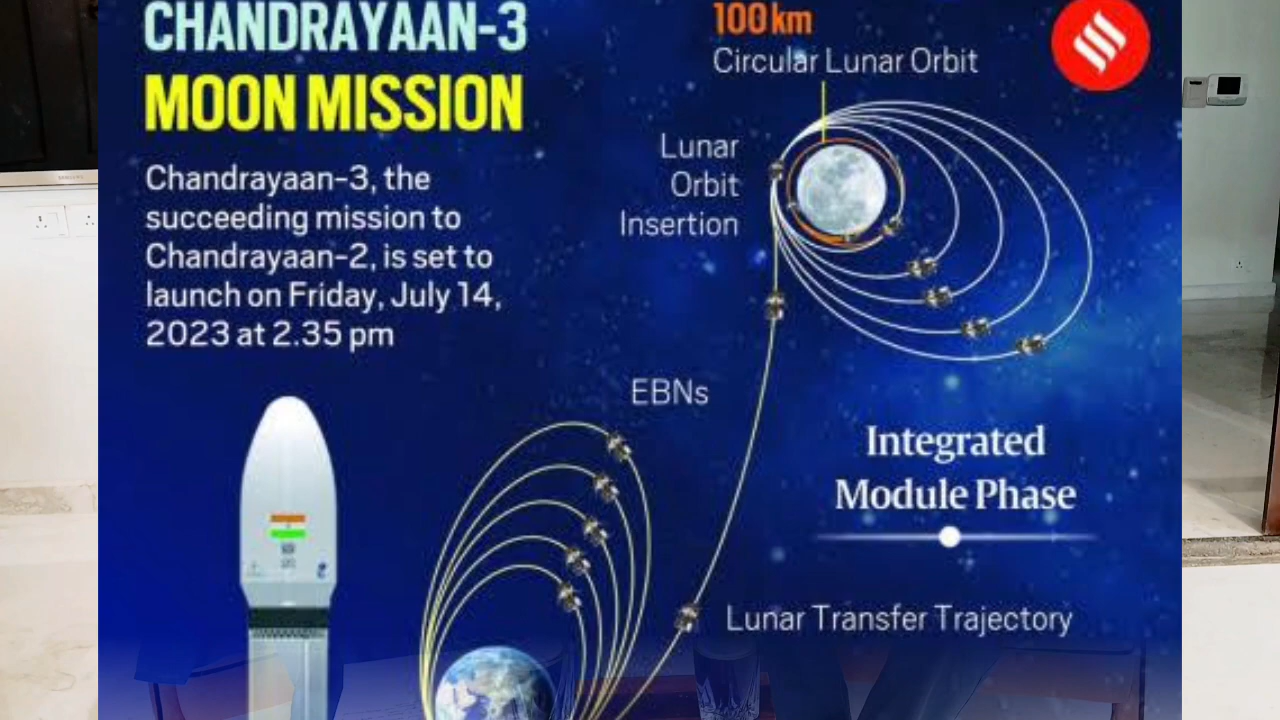 CHANDRAYAAN-3
MOON MISSION
Chandrayaan-3, the
succeeding mission to
Chandrayaan-2, is set to
launch on Friday, July 14,
2023 at 2.35 pm
100 km
Circular Lunar Orbit
Lunar
Orbit
Insertion
EBNs
Integrated
Module Phase
Lunar Transfer Trajectory